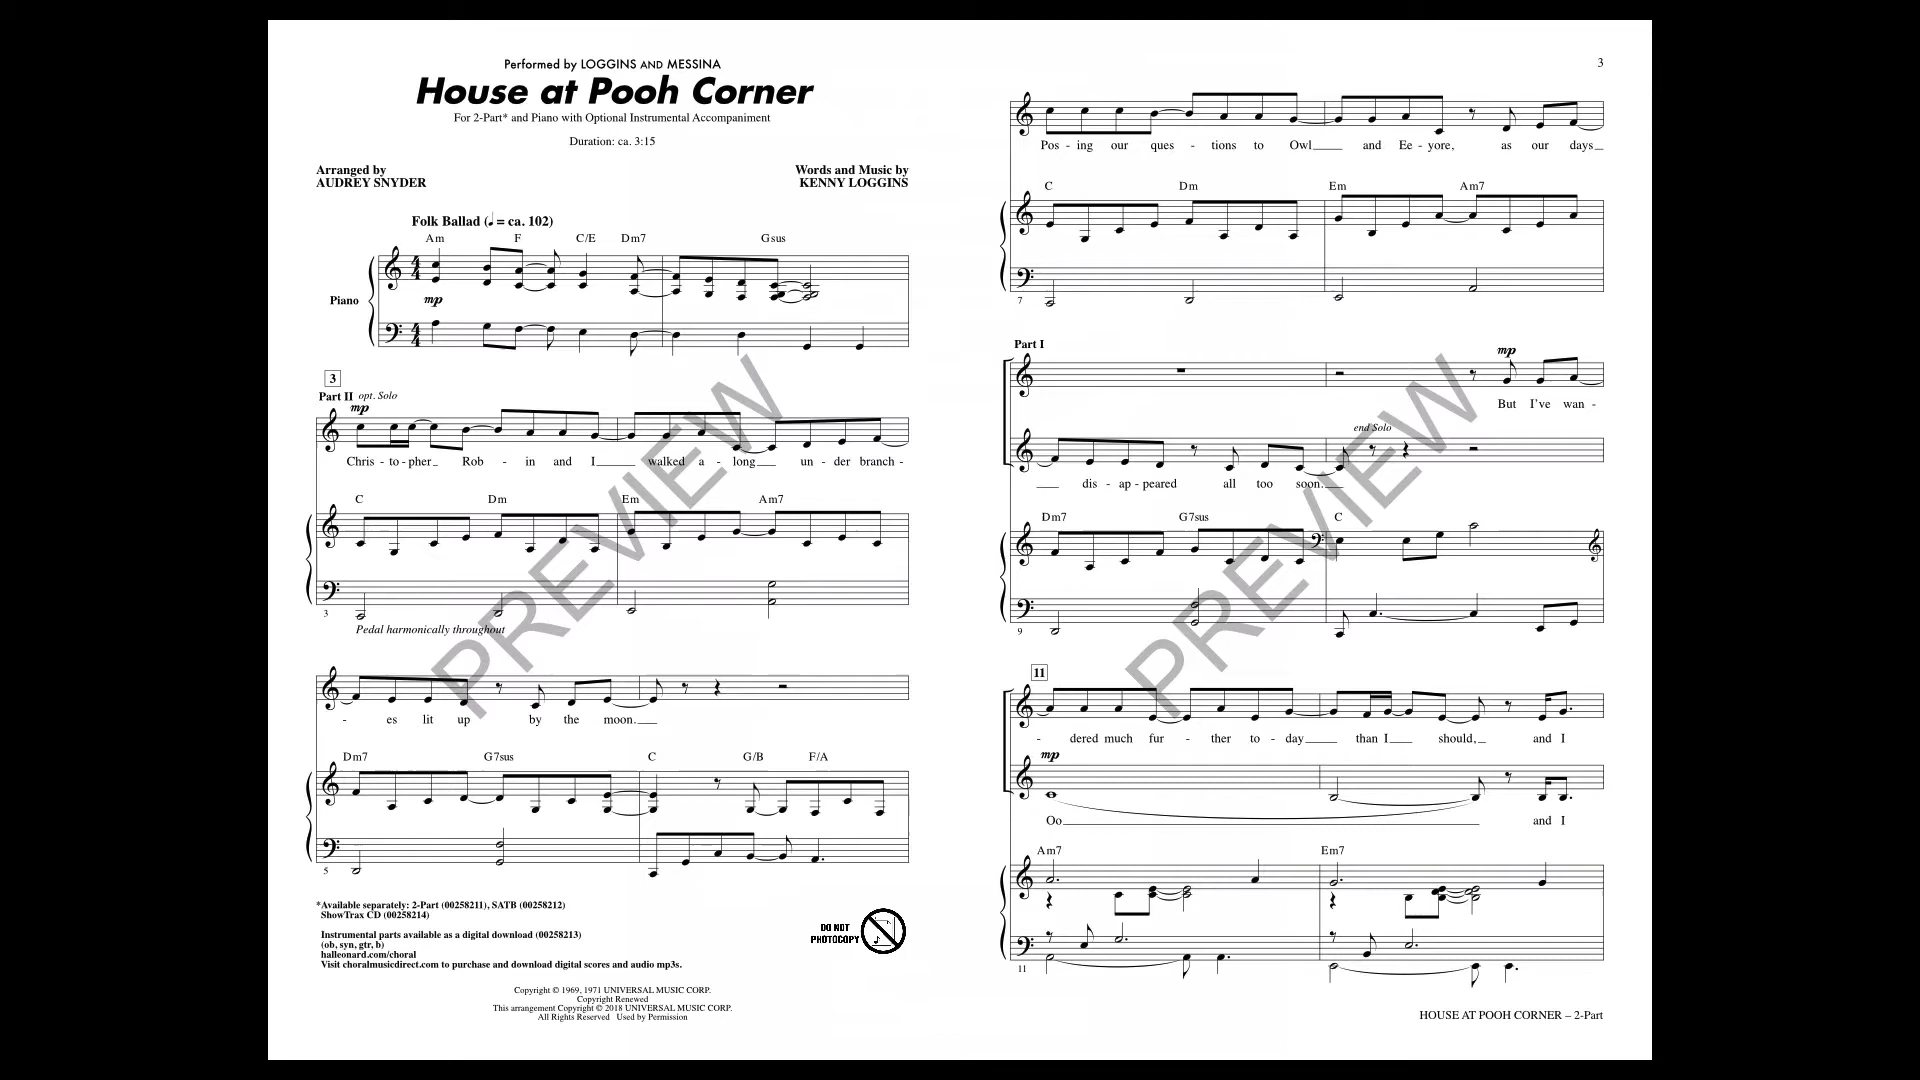 Performed by LOGGINS AND MESSINA
House at Pooh Corner
For 2-Part* and Piano with Optional Instrumental Accompaniment
Duration: ca. 3:15
Arranged by
AUDREY SNYDER
Words and Music by
KENNY LOGGINS
Folk Ballad (♩ = ca. 102)
Am F C/E Dm7 Gsus
Piano
mp
3
Part II opt. Solo
mp
Chris - to - pher Rob - in and I walked a - long un - der branch -
C Dm Em Am7
3
Pedal harmonically throughout
- es lit up by the moon.
Dm7 G7sus C G/B F/A
5
*Available separately: 2-Part (00258211), SATB (00258212)
ShowTrax CD (00258214)
Instrumental parts available as a digital download (00258213)
(ob, syn, gtr, b)
halleonard.com/choral
Visit choralmusicdirect.com to purchase and download digital scores and audio mp3s.
DO NOT
PHOTOCOPY
Copyright © 1969, 1971 UNIVERSAL MUSIC CORP.
Copyright Renewed
This arrangement Copyright © 2018 UNIVERSAL MUSIC CORP.
All Rights Reserved Used by Permission
PREVIEW
3
Pos - ing our ques - tions to Owl and Ee - yore, as our days
C Dm Em Am7
7
Part I
mp
But I've wan -
end Solo
dis - ap - peared all too soon.
Dm7 G7sus C
9
11
- dered much fur - ther to - day than I should, and I
mp
Oo and I
Am7 Em7
11
PREVIEW
HOUSE AT POOH CORNER – 2-Part